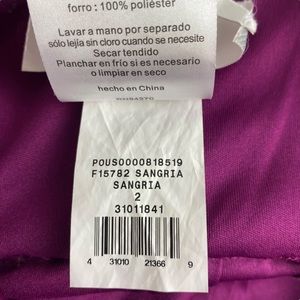 forro : 100% poliéster
Lavar a mano por separado
sólo lejía sin cloro cuando se necesite
Secar tendido
Planchar en frío si es necesario
o limpiar en seco
hecho en China
POUS0000818519
F15782 SANGRIA
SANGRIA
2
31011841
4 31010 21366 9